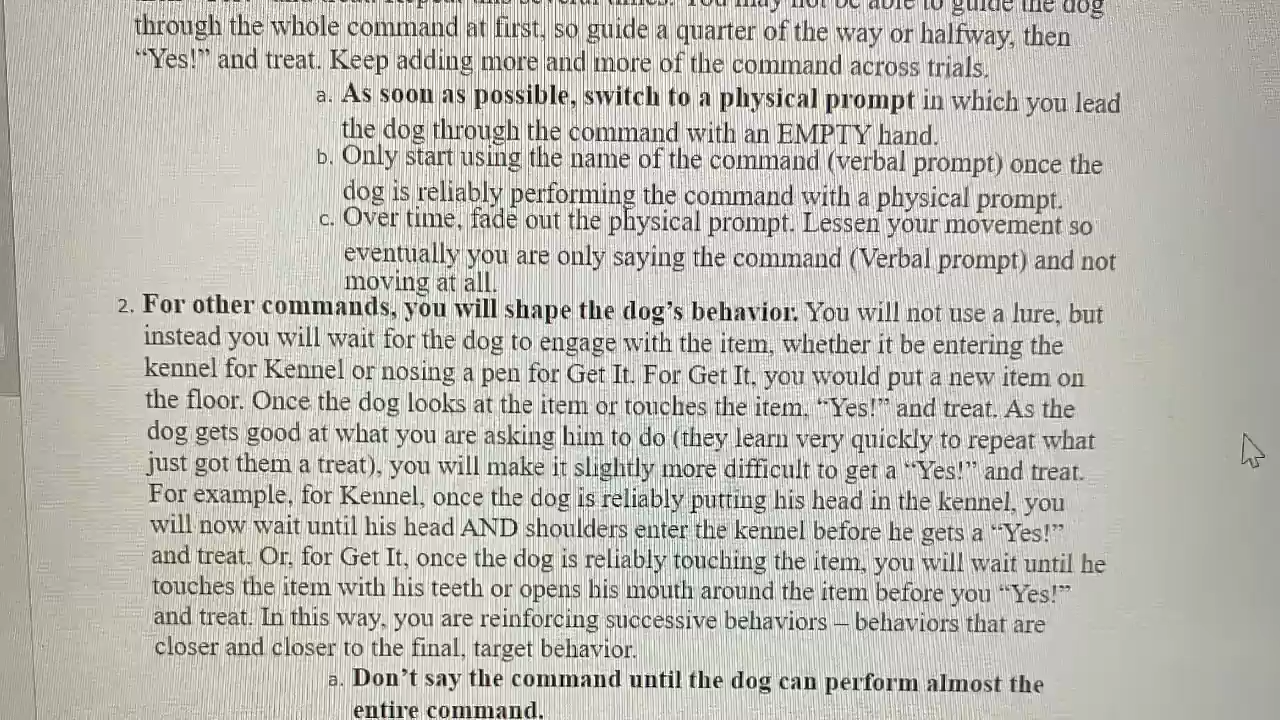 through the whole command at first, so guide a quarter of the way or halfway, then
“Yes!” and treat. Keep adding more and more of the command across trials.
a. As soon as possible, switch to a physical prompt in which you lead
the dog through the command with an EMPTY hand.
b. Only start using the name of the command (verbal prompt) once the
dog is reliably performing the command with a physical prompt.
c. Over time, fade out the physical prompt. Lessen your movement so
eventually you are only saying the command (Verbal prompt) and not
moving at all.
2. For other commands, you will shape the dog’s behavior. You will not use a lure, but
instead you will wait for the dog to engage with the item, whether it be entering the
kennel for Kennel or nosing a pen for Get It. For Get It, you would put a new item on
the floor. Once the dog looks at the item or touches the item, “Yes!” and treat. As the
dog gets good at what you are asking him to do (they learn very quickly to repeat what
just got them a treat), you will make it slightly more difficult to get a “Yes!” and treat.
For example, for Kennel, once the dog is reliably putting his head in the kennel, you
will now wait until his head AND shoulders enter the kennel before he gets a “Yes!”
and treat. Or, for Get It, once the dog is reliably touching the item, you will wait until he
touches the item with his teeth or opens his mouth around the item before you “Yes!”
and treat. In this way, you are reinforcing successive behaviors – behaviors that are
closer and closer to the final, target behavior.
a. Don’t say the command until the dog can perform almost the
entire command.